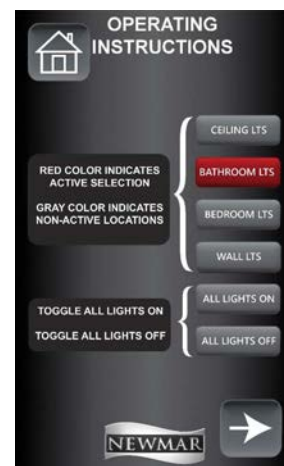 OPERATING
INSTRUCTIONS
CEILING LTS
RED COLOR INDICATES
ACTIVE SELECTION
BATHROOM LTS
GRAY COLOR INDICATES
NON-ACTIVE LOCATIONS
BEDROOM LTS
WALL LTS
TOGGLE ALL LIGHTS ON
ALL LIGHTS ON
TOGGLE ALL LIGHTS OFF
ALL LIGHTS OFF
NEWMAR